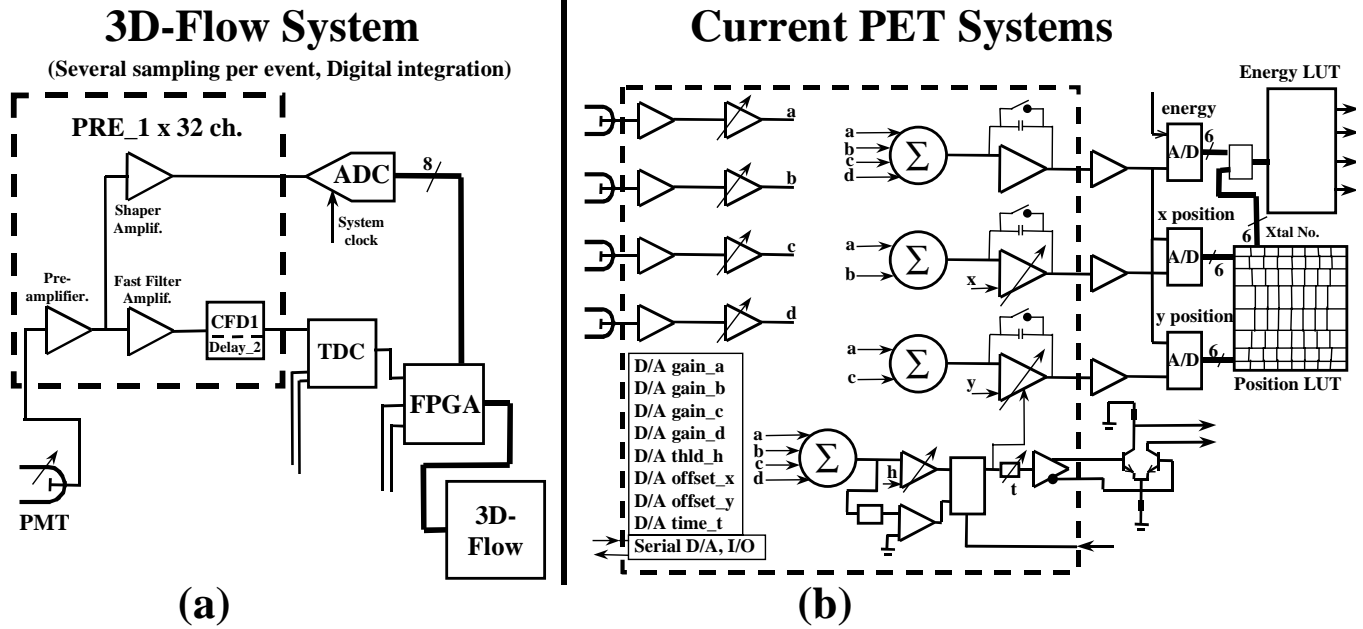 3D-Flow System
(Several sampling per event, Digital integration)
PRE_1 x 32 ch.
Shaper
Amplif.
ADC
8
System
clock
Pre-
amplifier.
Fast Filter
Amplif.
CFD1
Delay_2
TDC
FPGA
PMT
3D-
Flow
(a)
Current PET Systems
a
b
c
d
a
b
c
d
Σ
a
b
Σ
x
a
c
Σ
y
D/A gain_a
D/A gain_b
D/A gain_c
D/A gain_d
D/A thld_h
D/A offset_x
D/A offset_y
D/A time_t
Serial D/A, I/O
a
b
c
d
Σ
h
t
energy
A/D
6
Energy LUT
x position
A/D
6
6
Xtal No.
y position
A/D
6
Position LUT
(b)